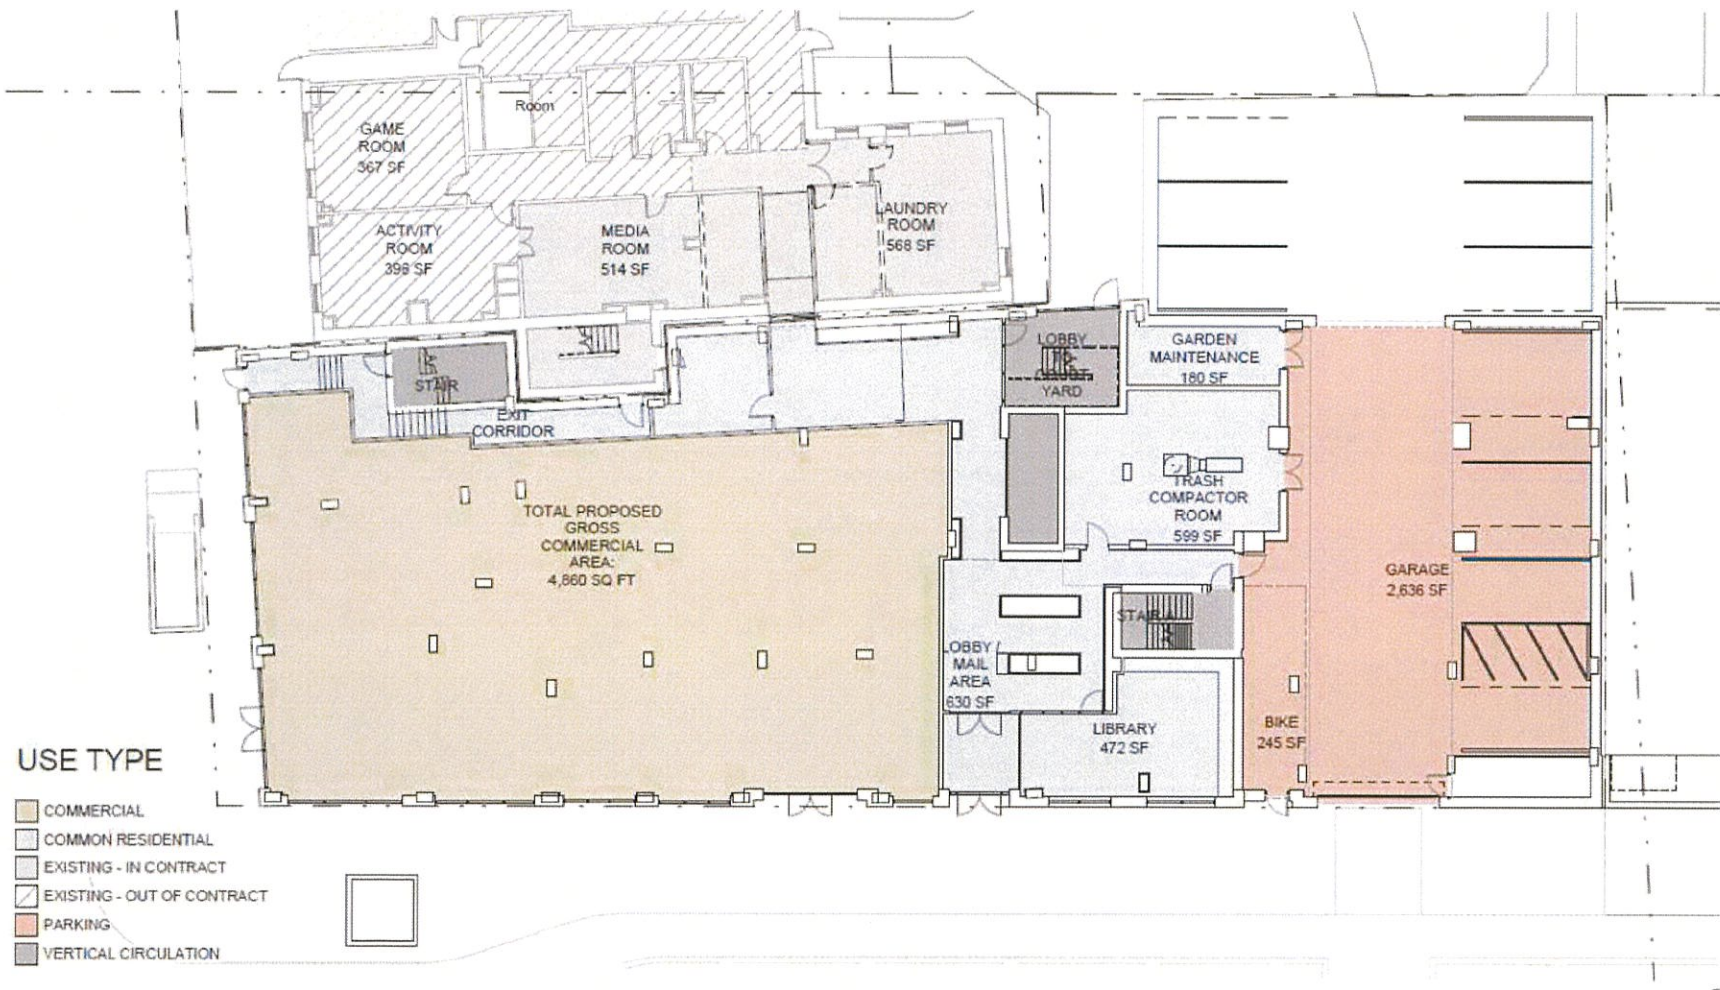 Room
GAME
ROOM
367 SF
ACTIVITY
ROOM
396 SF
MEDIA
ROOM
514 SF
LAUNDRY
ROOM
568 SF
STAIR
EXIT
CORRIDOR
LOBBY
TO
COURT
YARD
GARDEN
MAINTENANCE
180 SF
TRASH
COMPACTOR
ROOM
599 SF
TOTAL PROPOSED
GROSS
COMMERCIAL
AREA:
4,860 SQ FT
GARAGE
2,636 SF
STAIR A
LOBBY /
MAIL
AREA
630 SF
LIBRARY
472 SF
BIKE
245 SF
USE TYPE
COMMERCIAL
COMMON RESIDENTIAL
EXISTING - IN CONTRACT
EXISTING - OUT OF CONTRACT
PARKING
VERTICAL CIRCULATION